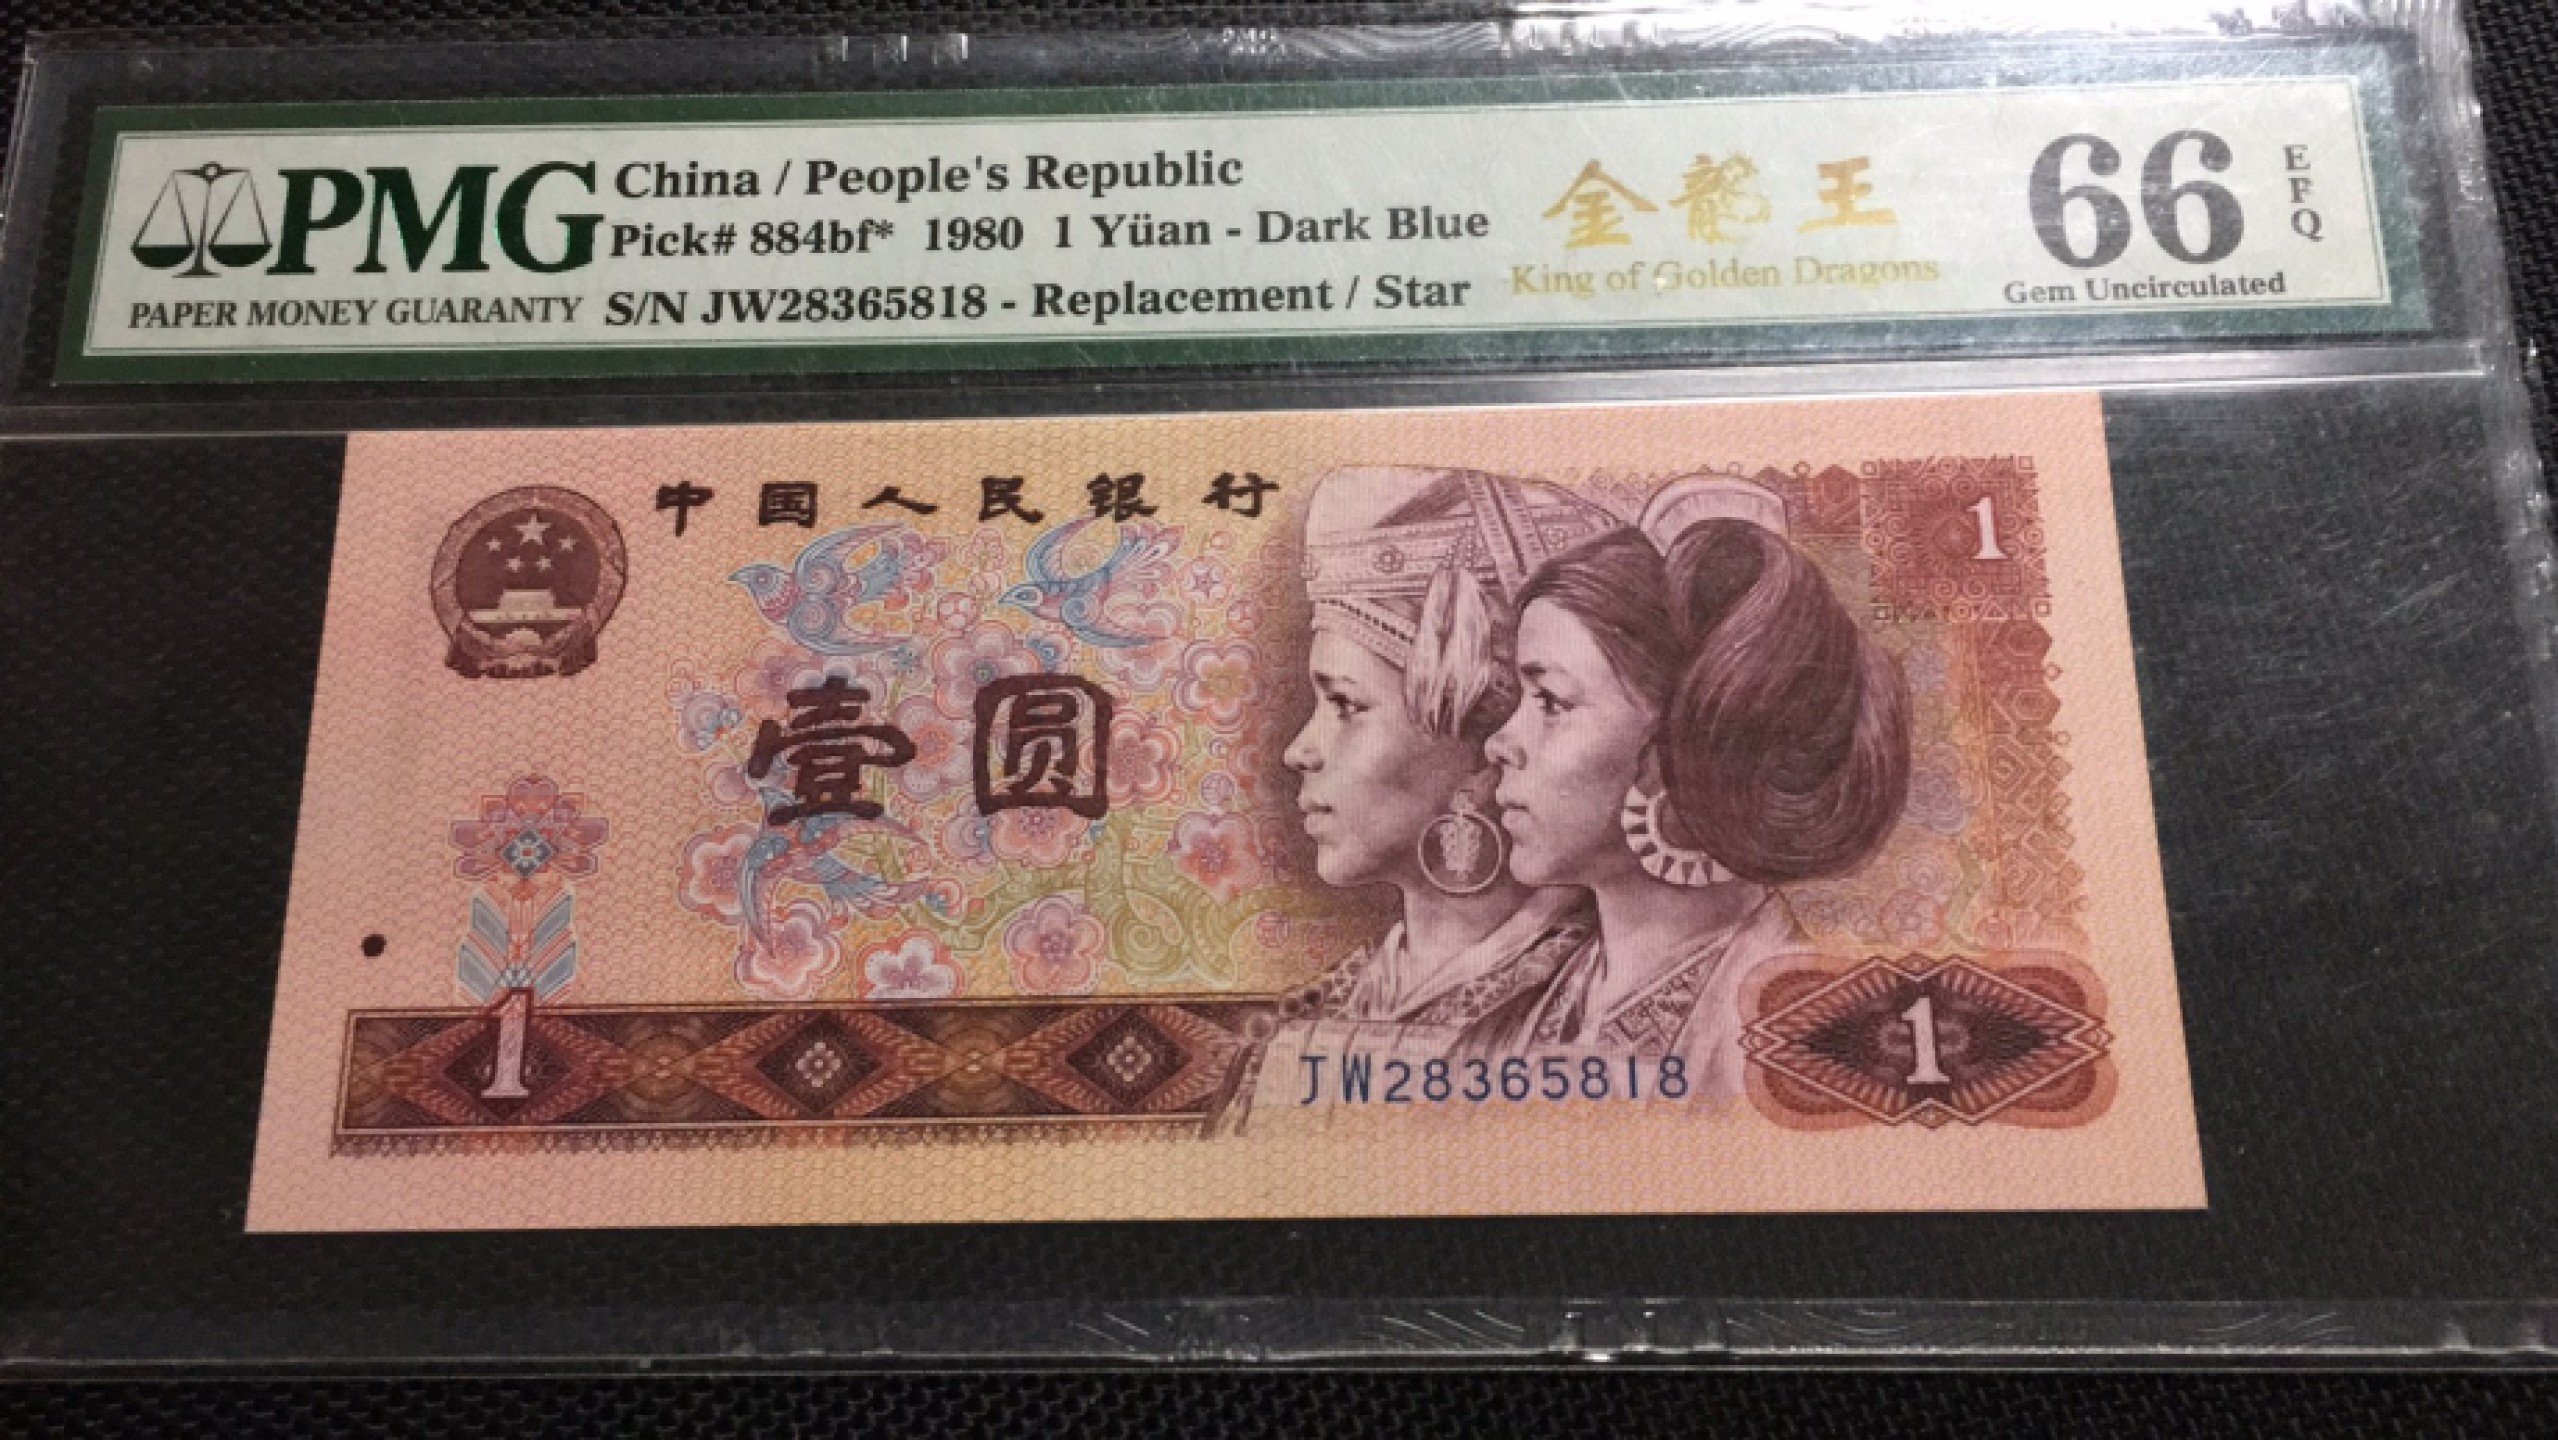 PMG
PAPER MONEY GUARANTY
China / People's Republic
Pick# 884bf* 1980 1 Yüan - Dark Blue
S/N JW28365818 - Replacement / Star
金龍王
King of Golden Dragons
66
EPQ
Gem Uncirculated
中国人民银行
1
壹圆
1
JW28365818
1